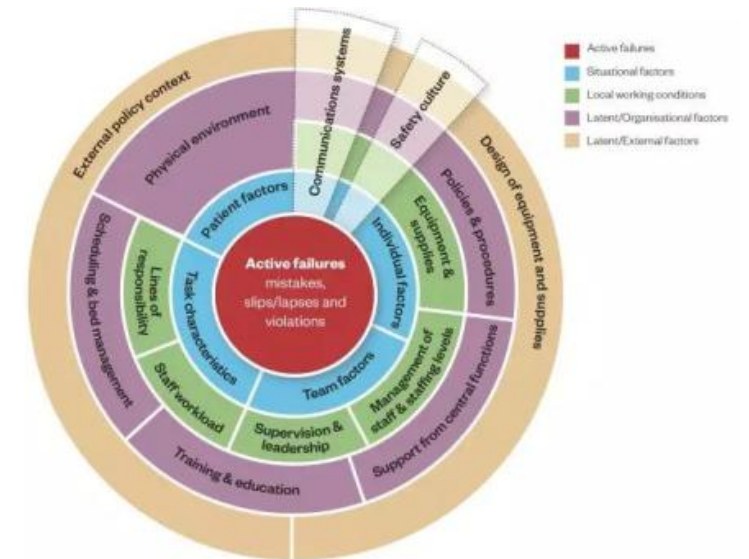 Active failures
Situational factors
Local working conditions
Latent/Organisational factors
Latent/External factors
External policy context
Design of equipment and supplies
Communications systems
Safety culture
Physical environment
Policies & procedures
Support from central functions
Training & education
Scheduling & bed management
Equipment &
supplies
Management of
staff & staffing levels
Supervision &
leadership
Staff workload
Lines of
responsibility
Patient factors
Individual factors
Team factors
Task characteristics
Active failures
mistakes,
slips/lapses and
violations